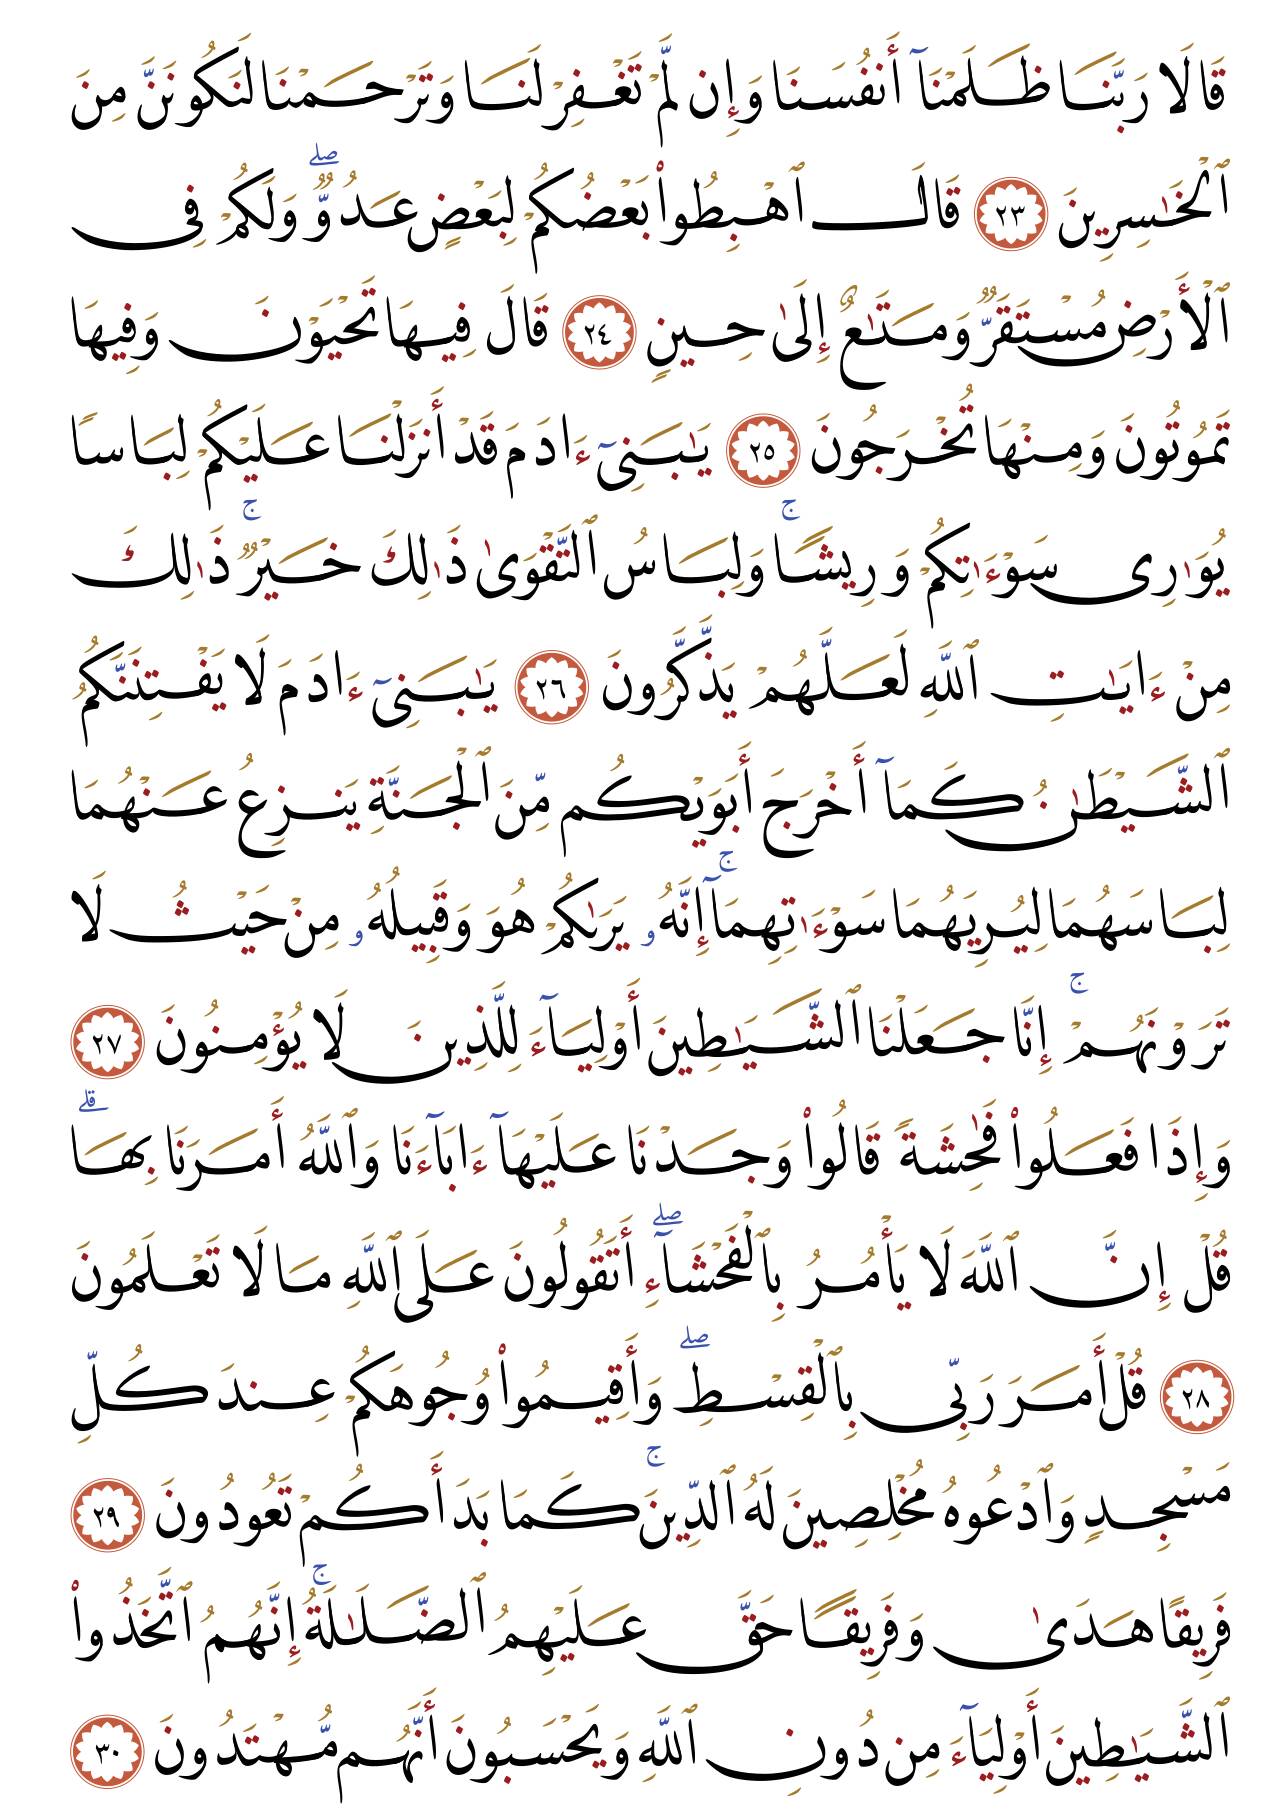 قَالَا رَبَّنَا ظَلَمْنَآ أَنفُسَنَا وَإِن لَّمْ تَغْفِرْ لَنَا وَتَرْحَمْنَا لَنَكُونَنَّ مِنَ
ٱلْخَٰسِرِينَ ٢٣ قَالَ ٱهْبِطُوا۟ بَعْضُكُمْ لِبَعْضٍ عَدُوٌّ ۖ وَلَكُمْ فِى
ٱلْأَرْضِ مُسْتَقَرٌّ وَمَتَٰعٌ إِلَىٰ حِينٍ ٢٤ قَالَ فِيهَا تَحْيَوْنَ وَفِيهَا
تَمُوتُونَ وَمِنْهَا تُخْرَجُونَ ٢٥ يَٰبَنِىٓ ءَادَمَ قَدْ أَنزَلْنَا عَلَيْكُمْ لِبَاسًا
يُوَٰرِى سَوْءَٰتِكُمْ وَرِيشًا ۖ وَلِبَاسُ ٱلتَّقْوَىٰ ذَٰلِكَ خَيْرٌ ۚ ذَٰلِكَ
مِنْ ءَايَٰتِ ٱللَّهِ لَعَلَّهُمْ يَذَّكَّرُونَ ٢٦ يَٰبَنِىٓ ءَادَمَ لَا يَفْتِنَنَّكُمُ
ٱلشَّيْطَٰنُ كَمَآ أَخْرَجَ أَبَوَيْكُم مِّنَ ٱلْجَنَّةِ يَنزِعُ عَنْهُمَا
لِبَاسَهُمَا لِيُرِيَهُمَا سَوْءَٰتِهِمَآ ۚ إِنَّهُۥ يَرَىٰكُمْ هُوَ وَقَبِيلُهُۥ مِنْ حَيْثُ لَا
تَرَوْنَهُمْ ۚ إِنَّا جَعَلْنَا ٱلشَّيَٰطِينَ أَوْلِيَآءَ لِلَّذِينَ لَا يُؤْمِنُونَ ٢٧
وَإِذَا فَعَلُوا۟ فَٰحِشَةً قَالُوا۟ وَجَدْنَا عَلَيْهَآ ءَابَآءَنَا وَٱللَّهُ أَمَرَنَا بِهَا ۗ
قُلْ إِنَّ ٱللَّهَ لَا يَأْمُرُ بِٱلْفَحْشَآءِ ۖ أَتَقُولُونَ عَلَى ٱللَّهِ مَا لَا تَعْلَمُونَ
٢٨ قُلْ أَمَرَ رَبِّى بِٱلْقِسْطِ ۖ وَأَقِيمُوا۟ وُجُوهَكُمْ عِندَ كُلِّ
مَسْجِدٍ وَٱدْعُوهُ مُخْلِصِينَ لَهُ ٱلدِّينَ ۚ كَمَا بَدَأَكُمْ تَعُودُونَ ٢٩
فَرِيقًا هَدَىٰ وَفَرِيقًا حَقَّ عَلَيْهِمُ ٱلضَّلَٰلَةُ ۚ إِنَّهُمُ ٱتَّخَذُوا۟
ٱلشَّيَٰطِينَ أَوْلِيَآءَ مِن دُونِ ٱللَّهِ وَيَحْسَبُونَ أَنَّهُم مُّهْتَدُونَ ٣٠